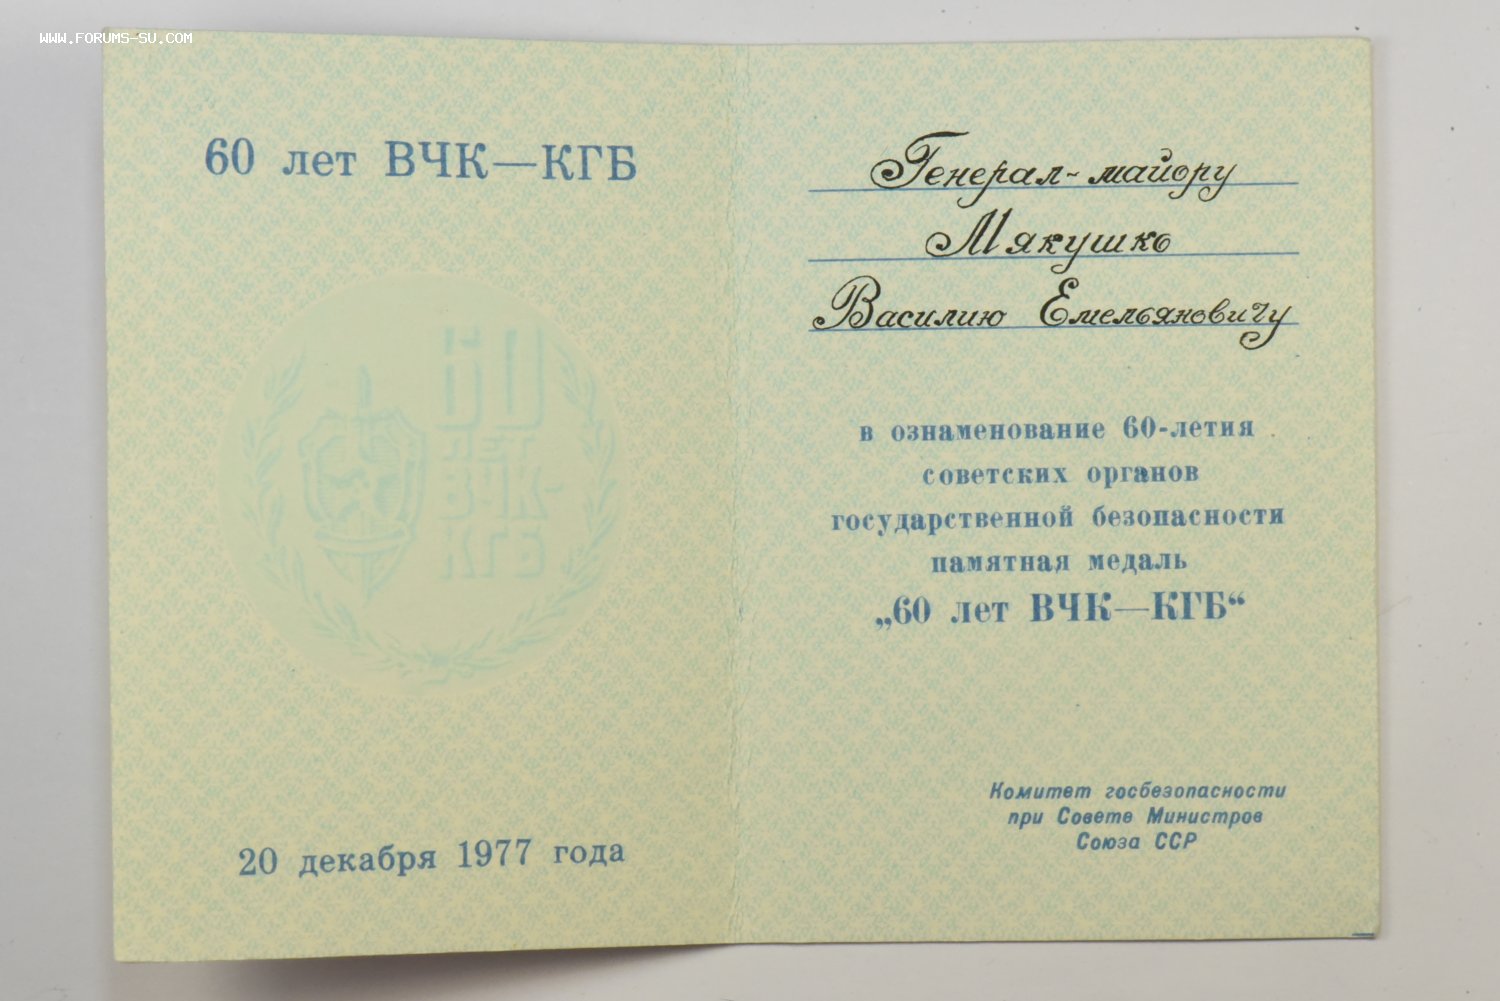 WWW.FORUMS-SU.COM
60 лет ВЧК—КГБ
60
ЛЕТ
ВЧК-
КГБ
20 декабря 1977 года
Генерал-майору
Мякушко
Василию Емельяновичу
в ознаменование 60-летия
советских органов
государственной безопасности
памятная медаль
„60 лет ВЧК—КГБ“
Комитет госбезопасности
при Совете Министров
Союза ССР